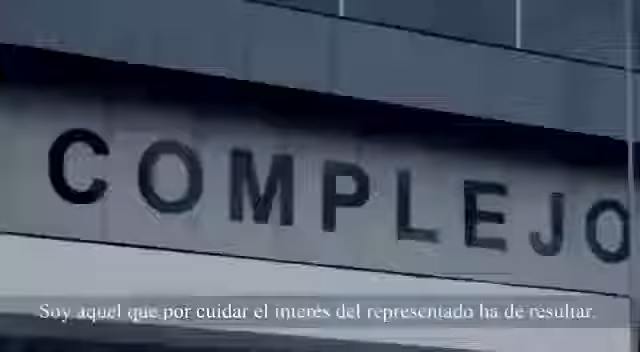 COMPLEJO
Soy aquel que por cuidar el interés del representado ha de resultar.